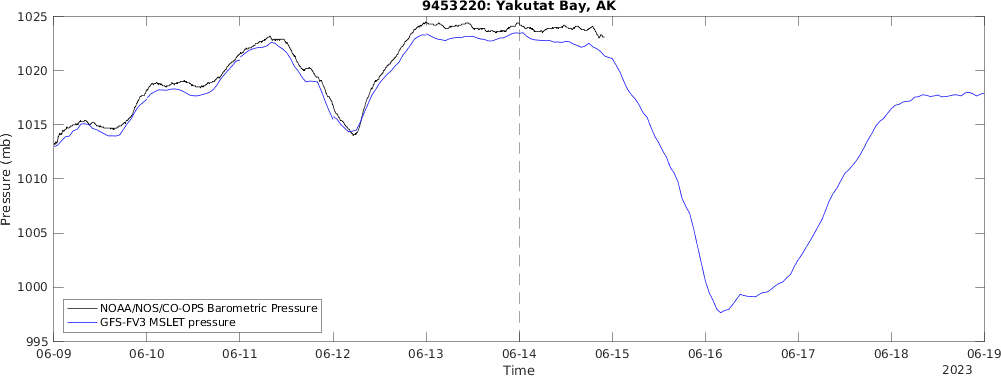 9453220: Yakutat Bay, AK
Pressure (mb)
1025
1020
1015
1010
1005
1000
995
NOAA/NOS/CO-OPS Barometric Pressure
GFS-FV3 MSLET pressure
06-09 06-10 06-11 06-12 06-13 06-14 06-15 06-16 06-17 06-18 06-19
Time
2023